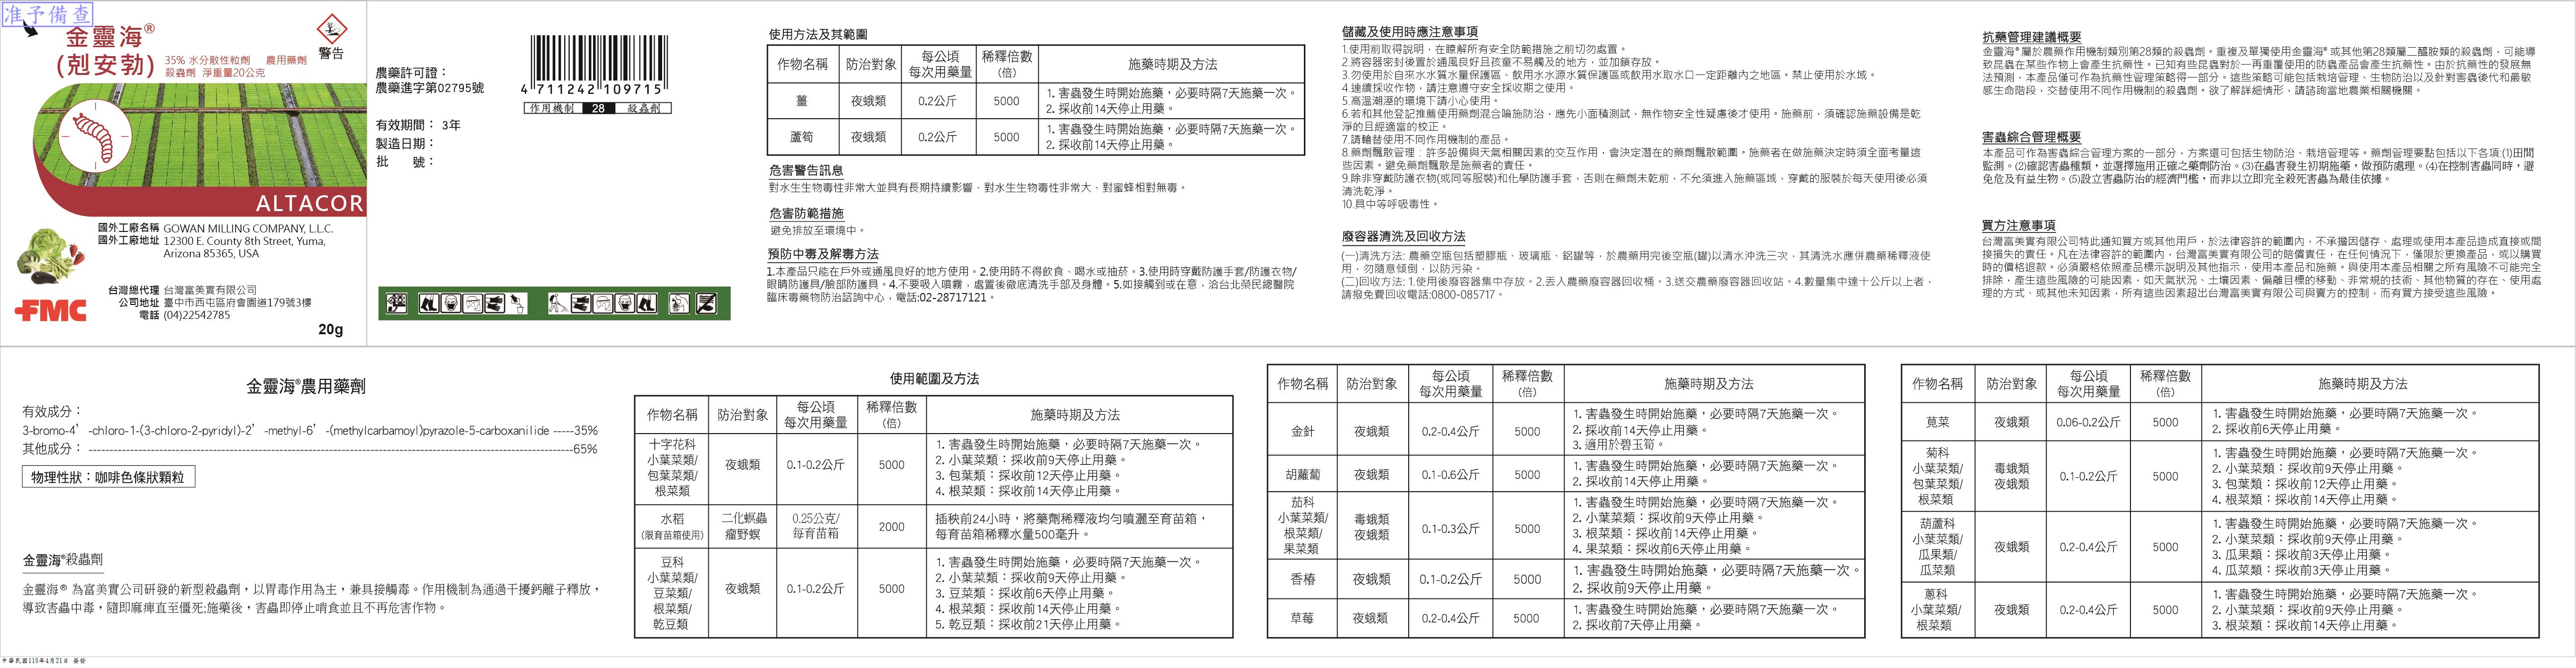 准予備查
金靈海®
(剋安勃)
35% 水分散性粒劑 農用藥劑
殺蟲劑 淨重量20公克
警告
ALTACOR
國外工廠名稱 GOWAN MILLING COMPANY, L.L.C.
國外工廠地址 12300 E. County 8th Street, Yuma,
Arizona 85365, USA
台灣總代理 台灣富美實有限公司
公司地址 臺中市西屯區府會園道179號3樓
電話 (04)22542785
FMC
20g
農藥許可證：
農藥進字第02795號
有效期間： 3年
製造日期：
批 號：
4 711242 109715
作用機制 28 殺蟲劑
使用方法及其範圍
作物名稱 防治對象 每公頃每次用藥量 稀釋倍數(倍) 施藥時期及方法
薑 夜蛾類 0.2公斤 5000 1. 害蟲發生時開始施藥，必要時隔7天施藥一次。
2. 採收前14天停止用藥。
蘆筍 夜蛾類 0.2公斤 5000 1. 害蟲發生時開始施藥，必要時隔7天施藥一次。
2. 採收前14天停止用藥。
危害警告訊息
對水生生物毒性非常大並具有長期持續影響、對水生生物毒性非常大、對蜜蜂相對無毒。
危害防範措施
避免排放至環境中。
預防中毒及解毒方法
1.本產品只能在戶外或通風良好的地方使用。2.使用時不得飲食、喝水或抽菸。3.使用時穿戴防護手套/防護衣物/
眼睛防護具/臉部防護具。4.不要吸入噴霧，處置後徹底清洗手部及身體。5.如接觸到或在意，洽台北榮民總醫院
臨床毒藥物防治諮詢中心，電話:02-28717121。
儲藏及使用時應注意事項
1.使用前取得說明，在瞭解所有安全防範措施之前切勿處置。
2.將容器密封後置於通風良好且孩童不易觸及的地方，並加鎖存放。
3.勿使用於自來水水質水量保護區、飲用水水源水質保護區或飲用水取水口一定距離內之地區。禁止使用於水域。
4.連續採收作物，請注意遵守安全採收期之使用。
5.高溫潮溼的環境下請小心使用。
6.若和其他登記推薦使用藥劑混合噴施防治，應先小面積測試，無作物安全性疑慮後才使用。施藥前，須確認施藥設備是乾
淨的且經適當的校正。
7.請輪替使用不同作用機制的產品。
8.藥劑飄散管理：許多設備與天氣相關因素的交互作用，會決定潛在的藥劑飄散範圍。施藥者在做施藥決定時須全面考量這
些因素。避免藥劑飄散是施藥者的責任。
9.除非穿戴防護衣物(或同等服裝)和化學防護手套，否則在藥劑未乾前，不允須進入施藥區域，穿戴的服裝於每天使用後必須
清洗乾淨。
10.具中等呼吸毒性。
廢容器清洗及回收方法
(一)清洗方法: 農藥空瓶包括塑膠瓶、玻璃瓶、鋁罐等，於農藥用完後空瓶(罐)以清水沖洗三次，其清洗水應併農藥稀釋液使
用，勿隨意傾倒，以防污染。
(二)回收方法: 1.使用後廢容器集中存放。2.丟入農藥廢容器回收桶。3.送交農藥廢容器回收站。4.數量集中達十公斤以上者，
請撥免費回收電話:0800-085717。
抗藥管理建議概要
金靈海®屬於農藥作用機制類別第28類的殺蟲劑。重複及單獨使用金靈海®或其他第28類屬二醯胺類的殺蟲劑，可能導
致昆蟲在某些作物上會產生抗藥性。已知有些昆蟲對於一再重覆使用的防蟲產品會產生抗藥性。由於抗藥性的發展無
法預測，本產品僅可作為抗藥性管理策略得一部分。這些策略可能包括栽培管理、生物防治以及針對害蟲後代和最敏
感生命階段，交替使用不同作用機制的殺蟲劑。欲了解詳細情形，請諮詢當地農業相關機關。
害蟲綜合管理概要
本產品可作為害蟲綜合管理方案的一部分，方案還可包括生物防治、栽培管理等。藥劑管理要點包括以下各項:(1)田間
監測。(2)確認害蟲種類，並選擇施用正確之藥劑防治。(3)在蟲害發生初期施藥，做預防處理。(4)在控制害蟲同時，避
免危及有益生物。(5)設立害蟲防治的經濟門檻，而非以立即完全殺死害蟲為最佳依據。
買方注意事項
台灣富美實有限公司特此通知買方或其他用戶，於法律容許的範圍內，不承擔因儲存、處理或使用本產品造成直接或間
接損失的責任。凡在法律容許的範圍內，台灣富美實有限公司的賠償責任，在任何情況下，僅限於更換產品，或以購買
時的價格退款。必須嚴格依照產品標示說明及其他指示，使用本產品和施藥。與使用本產品相關之所有風險不可能完全
排除，產生這些風險的可能因素，如天氣狀況、土壤因素、偏離目標的移動、非常規的技術、其他物質的存在、使用處
理的方式、或其他未知因素，所有這些因素超出台灣富美實有限公司與賣方的控制，而有買方接受這些風險。
金靈海®農用藥劑
有效成分：
3-bromo-4’-chloro-1-(3-chloro-2-pyridyl)-2’-methyl-6’-(methylcarbamoyl)pyrazole-5-carboxanilide -----35%
其他成分： -----65%
物理性狀：咖啡色條狀顆粒
金靈海®殺蟲劑
金靈海® 為富美實公司研發的新型殺蟲劑，以胃毒作用為主，兼具接觸毒。作用機制為通過干擾鈣離子釋放，
導致害蟲中毒，隨即麻痺直至僵死;施藥後，害蟲即停止啃食並且不再危害作物。
使用範圍及方法
作物名稱 防治對象 每公頃每次用藥量 稀釋倍數(倍) 施藥時期及方法
十字花科小葉菜類/包葉菜類/根菜類 夜蛾類 0.1-0.2公斤 5000 1. 害蟲發生時開始施藥，必要時隔7天施藥一次。
2. 小葉菜類：採收前9天停止用藥。
3. 包葉類：採收前12天停止用藥。
4. 根菜類：採收前14天停止用藥。
水稻(限育苗箱使用) 二化螟蟲 瘤野螟 0.25公克/每育苗箱 2000 插秧前24小時，將藥劑稀釋液均勻噴灑至育苗箱，
每育苗箱稀釋水量500毫升。
豆科小葉菜類/豆菜類/根菜類/乾豆類 夜蛾類 0.1-0.2公斤 5000 1. 害蟲發生時開始施藥，必要時隔7天施藥一次。
2. 小葉菜類：採收前9天停止用藥。
3. 豆菜類：採收前6天停止用藥。
4. 根菜類：採收前14天停止用藥。
5. 乾豆類：採收前21天停止用藥。
作物名稱 防治對象 每公頃每次用藥量 稀釋倍數(倍) 施藥時期及方法
金針 夜蛾類 0.2-0.4公斤 5000 1. 害蟲發生時開始施藥，必要時隔7天施藥一次。
2. 採收前14天停止用藥。
3. 適用於碧玉筍。
胡蘿蔔 夜蛾類 0.1-0.6公斤 5000 1. 害蟲發生時開始施藥，必要時隔7天施藥一次。
2. 採收前14天停止用藥。
茄科小葉菜類/根菜類/果菜類 毒蛾類 夜蛾類 0.1-0.3公斤 5000 1. 害蟲發生時開始施藥，必要時隔7天施藥一次。
2. 小葉菜類：採收前9天停止用藥。
3. 根菜類：採收前14天停止用藥。
4. 果菜類：採收前6天停止用藥。
香椿 夜蛾類 0.1-0.2公斤 5000 1. 害蟲發生時開始施藥，必要時隔7天施藥一次。
2. 採收前9天停止用藥。
草莓 夜蛾類 0.2-0.4公斤 5000 1. 害蟲發生時開始施藥，必要時隔7天施藥一次。
2. 採收前7天停止用藥。
作物名稱 防治對象 每公頃每次用藥量 稀釋倍數(倍) 施藥時期及方法
莧菜 夜蛾類 0.06-0.2公斤 5000 1. 害蟲發生時開始施藥，必要時隔7天施藥一次。
2. 採收前6天停止用藥。
菊科小葉菜類/包葉菜類/根菜類 毒蛾類 夜蛾類 0.1-0.2公斤 5000 1. 害蟲發生時開始施藥，必要時隔7天施藥一次。
2. 小葉菜類：採收前9天停止用藥。
3. 包葉類：採收前12天停止用藥。
4. 根菜類：採收前14天停止用藥。
葫蘆科小葉菜類/瓜果類/瓜菜類 夜蛾類 0.2-0.4公斤 5000 1. 害蟲發生時開始施藥，必要時隔7天施藥一次。
2. 小葉菜類：採收前9天停止用藥。
3. 瓜果類：採收前3天停止用藥。
4. 瓜菜類：採收前3天停止用藥。
蔥科小葉菜類/根菜類 夜蛾類 0.2-0.4公斤 5000 1. 害蟲發生時開始施藥，必要時隔7天施藥一次。
2. 小葉菜類：採收前9天停止用藥。
3. 根菜類：採收前14天停止用藥。
中華民國110年4月21日 簽發